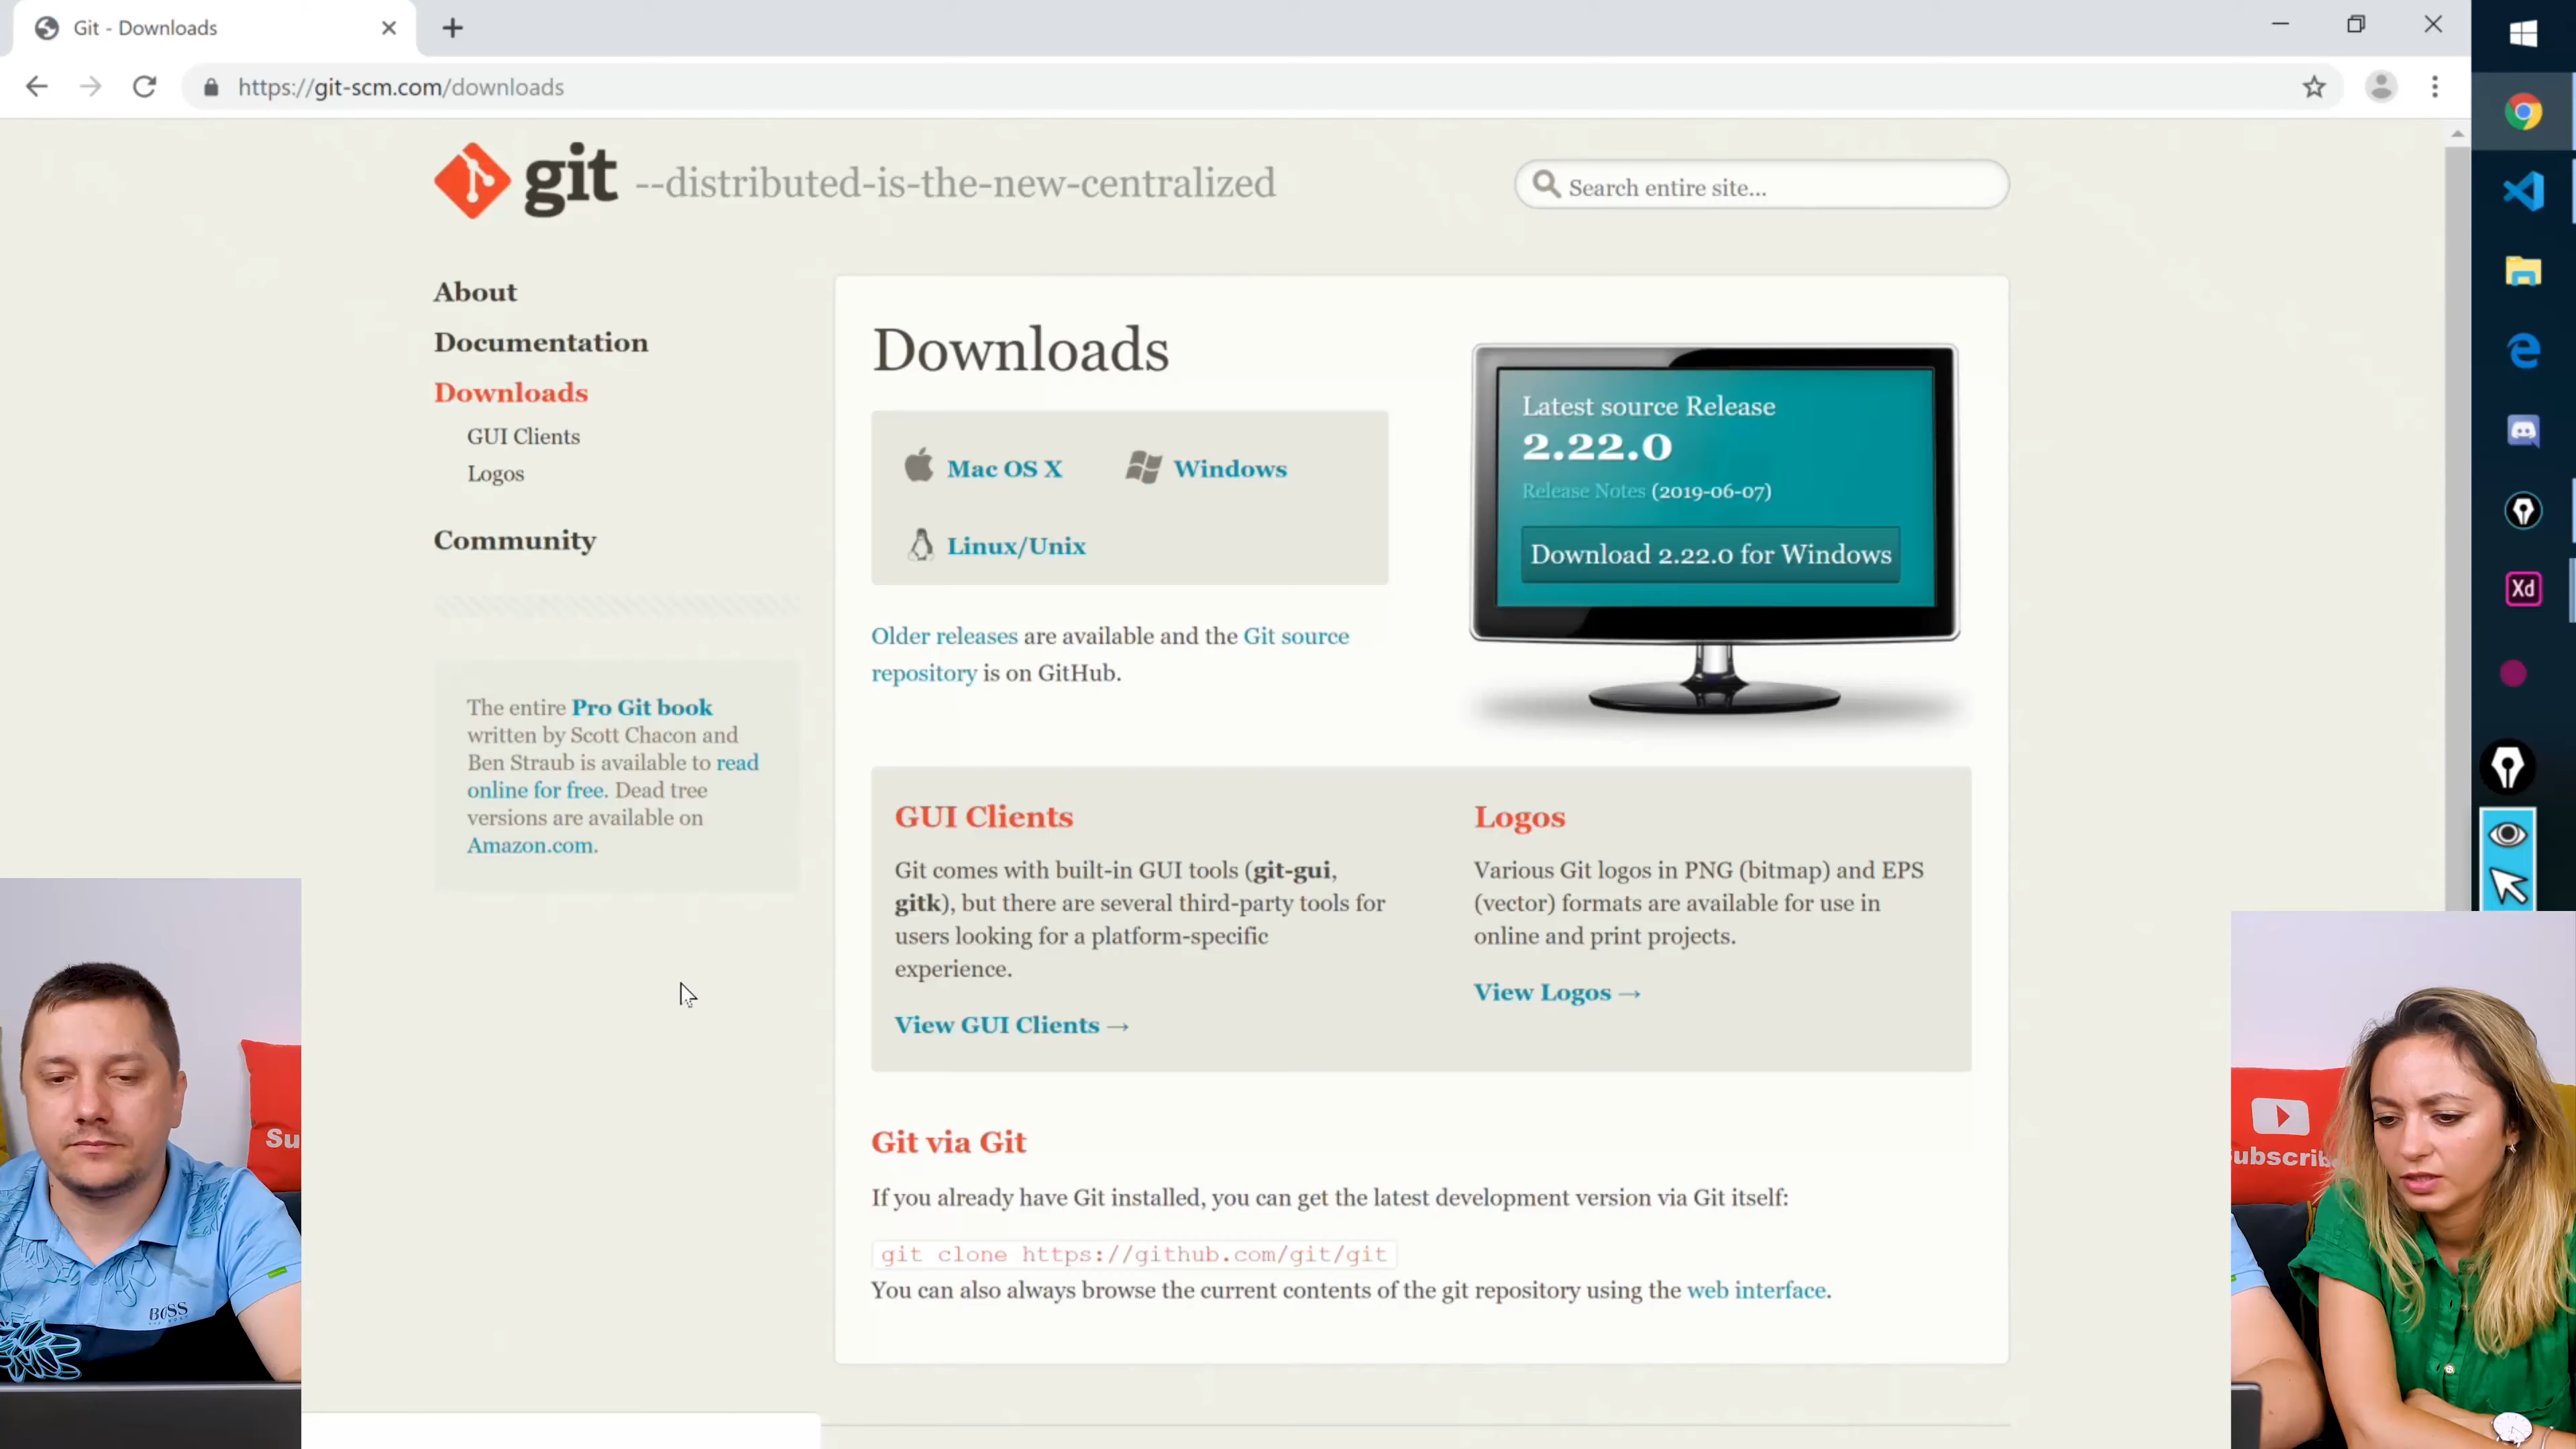 Git - Downloads
https://git-scm.com/downloads
git --distributed-is-the-new-centralized
Search entire site...
About
Documentation
Downloads
GUI Clients
Logos
Community
The entire Pro Git book
written by Scott Chacon and
Ben Straub is available to read
online for free. Dead tree
versions are available on
Amazon.com.
Downloads
Mac OS X
Windows
Linux/Unix
Older releases are available and the Git source
repository is on GitHub.
Latest source Release
2.22.0
Release Notes (2019-06-07)
Download 2.22.0 for Windows
GUI Clients
Git comes with built-in GUI tools (git-gui,
gitk), but there are several third-party tools for
users looking for a platform-specific
experience.
View GUI Clients →
Logos
Various Git logos in PNG (bitmap) and EPS
(vector) formats are available for use in
online and print projects.
View Logos →
Git via Git
If you already have Git installed, you can get the latest development version via Git itself:
git clone https://github.com/git/git
You can also always browse the current contents of the git repository using the web interface.
Xd
Su
BOSS
ubscrib